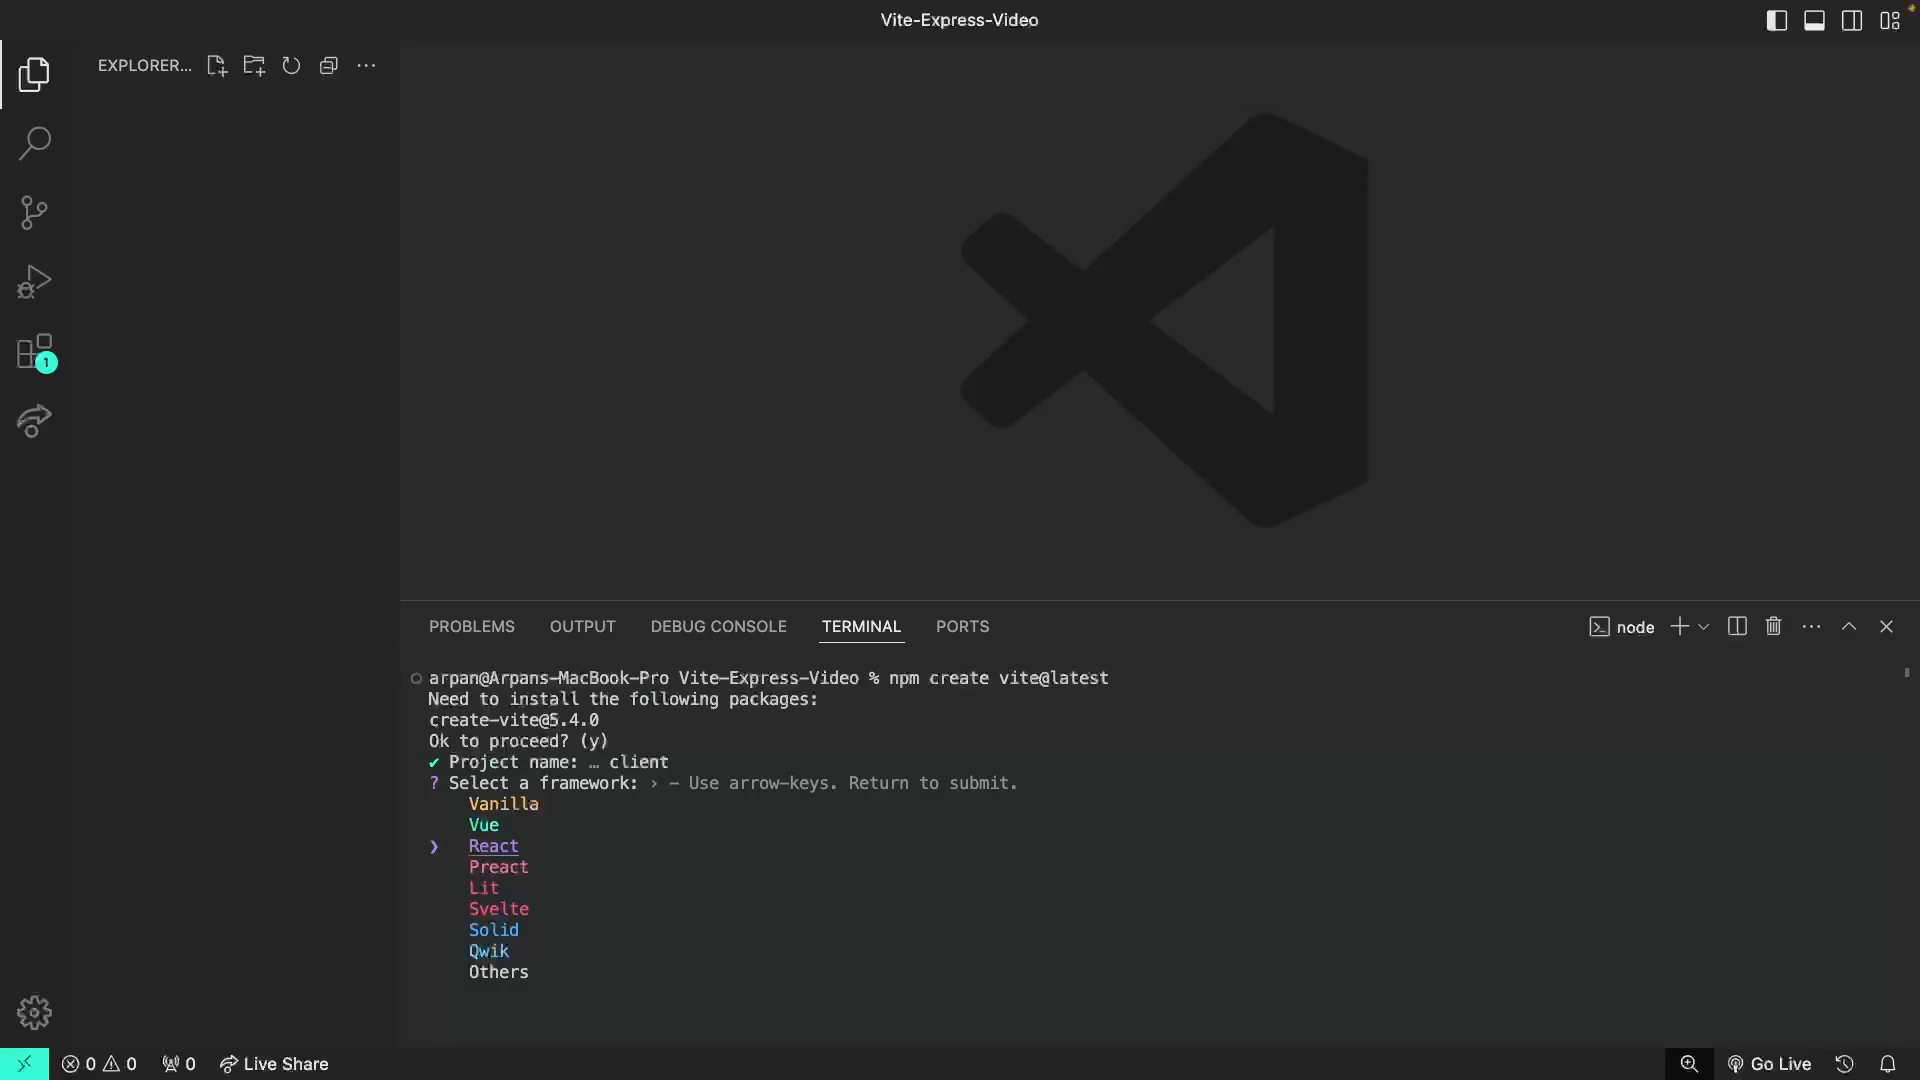 Vite-Express-Video
EXPLORER...
1
PROBLEMS OUTPUT DEBUG CONSOLE TERMINAL PORTS
node
arpan@Arpans-MacBook-Pro Vite-Express-Video % npm create vite@latest
Need to install the following packages:
create-vite@5.4.0
Ok to proceed? (y)
✔ Project name: … client
? Select a framework: › - Use arrow-keys. Return to submit.
Vanilla
Vue
❯ React
Preact
Lit
Svelte
Solid
Qwik
Others
0 0 0 Live Share Go Live